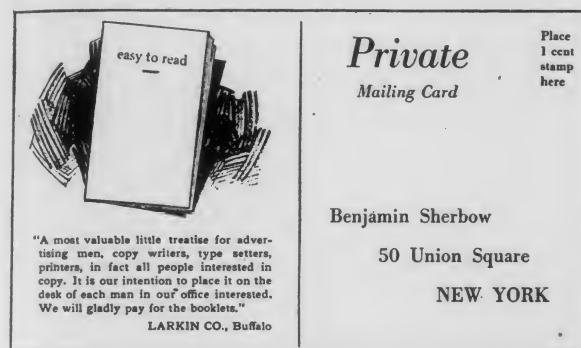 easy to read
"A most valuable little treatise for adver-
tising men, copy writers, type setters,
printers, in fact all people interested in
copy. It is our intention to place it on the
desk of each man in our office interested.
We will gladly pay for the booklets."
LARKIN CO., Buffalo
Private
Mailing Card
Place
1 cent
stamp
here
Benjamin Sherbow
50 Union Square
NEW YORK